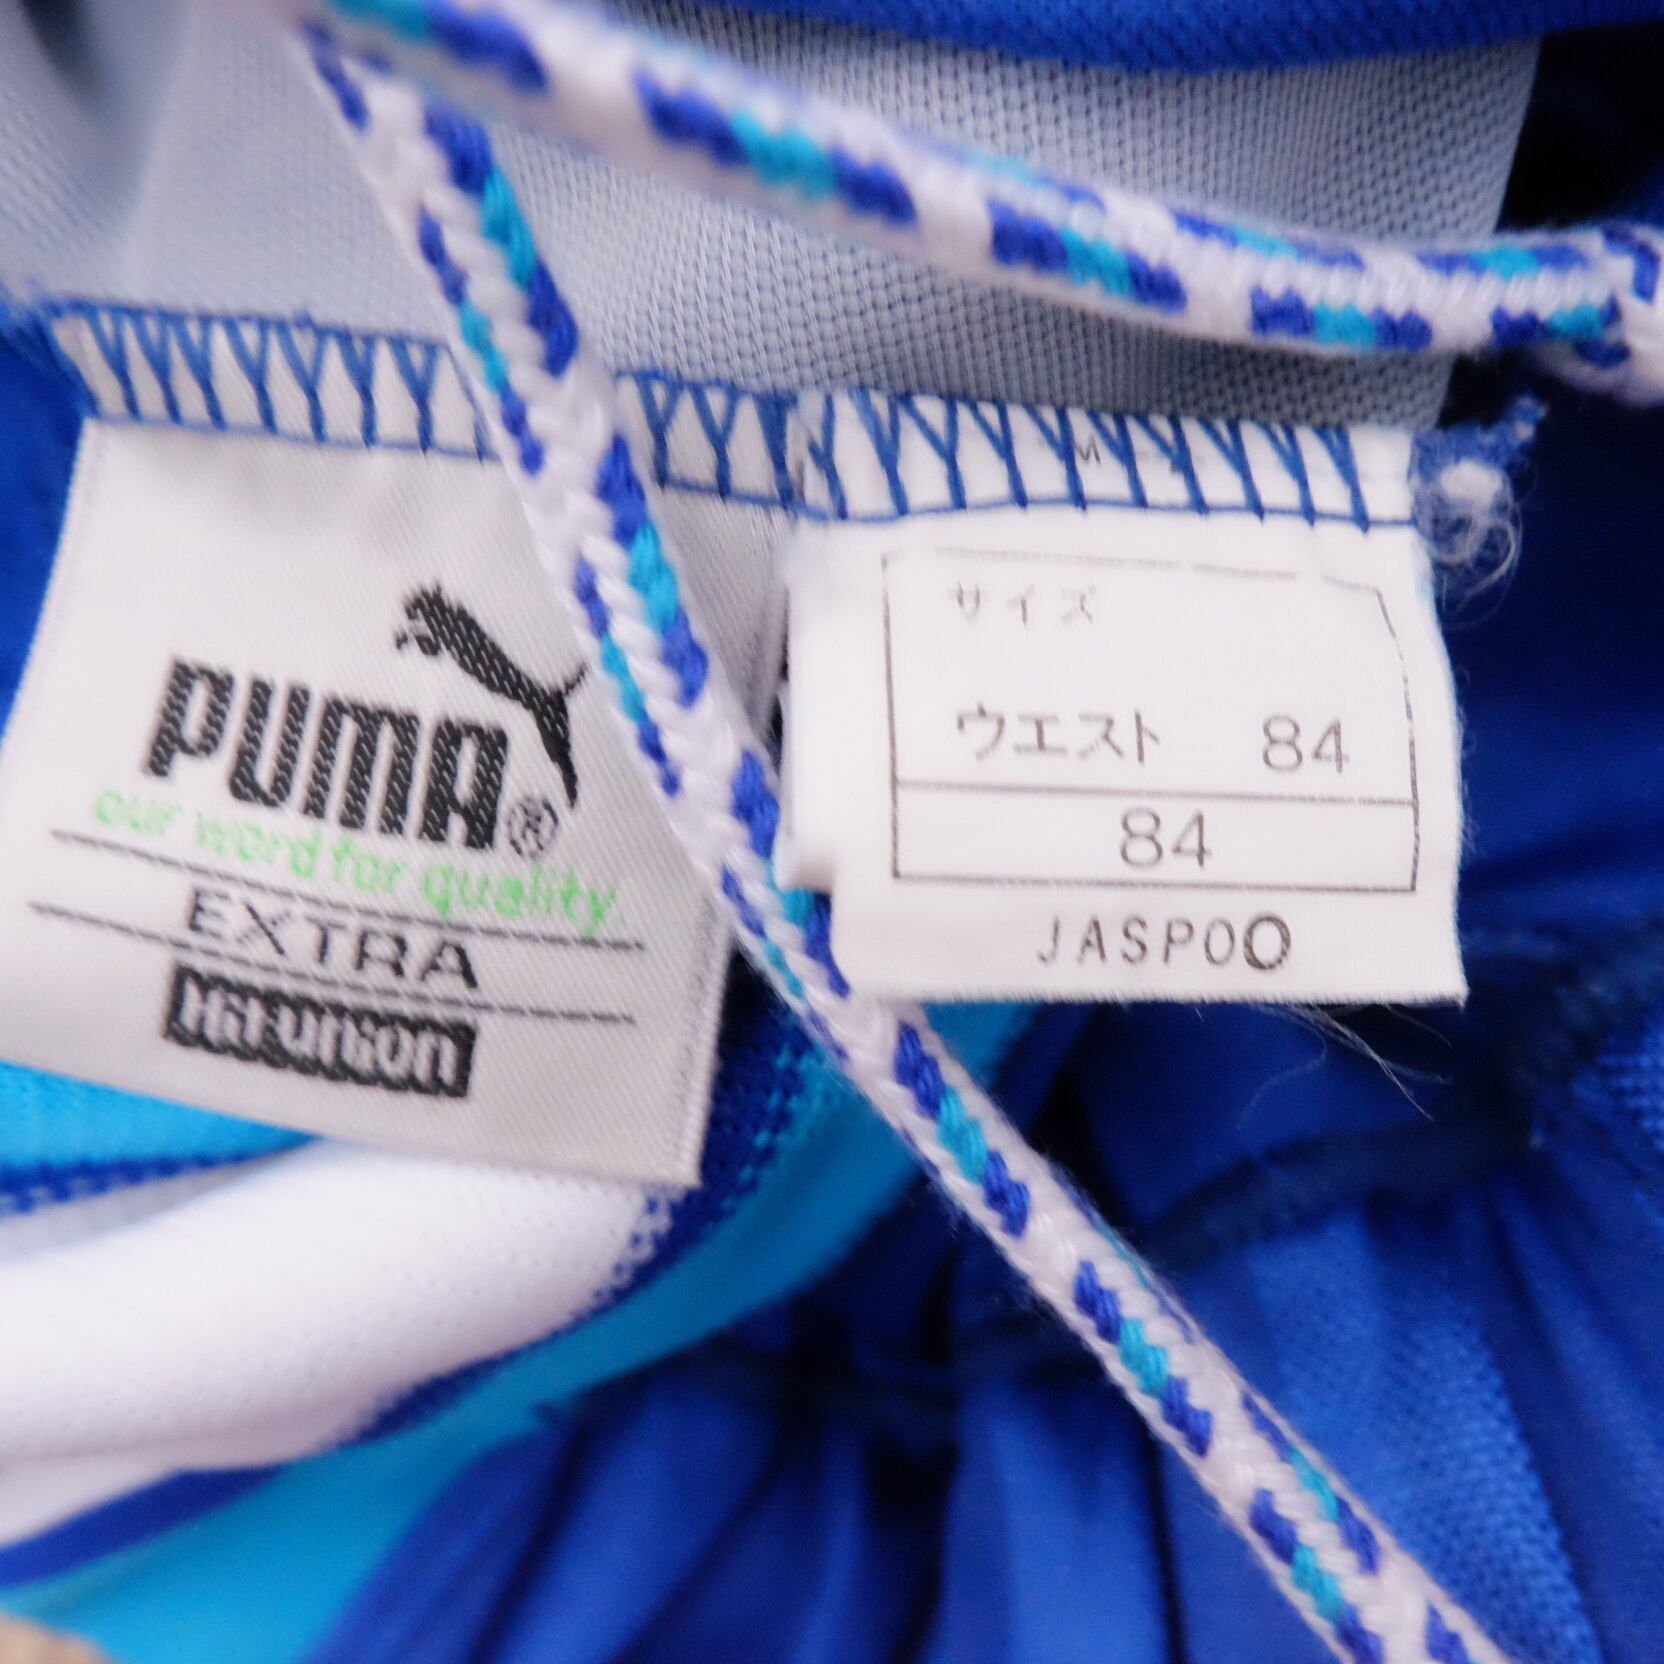 PUMA®
our word for quality.
EXTRA
Hit-union
サイズ
ウエスト 84
84
JASPOO